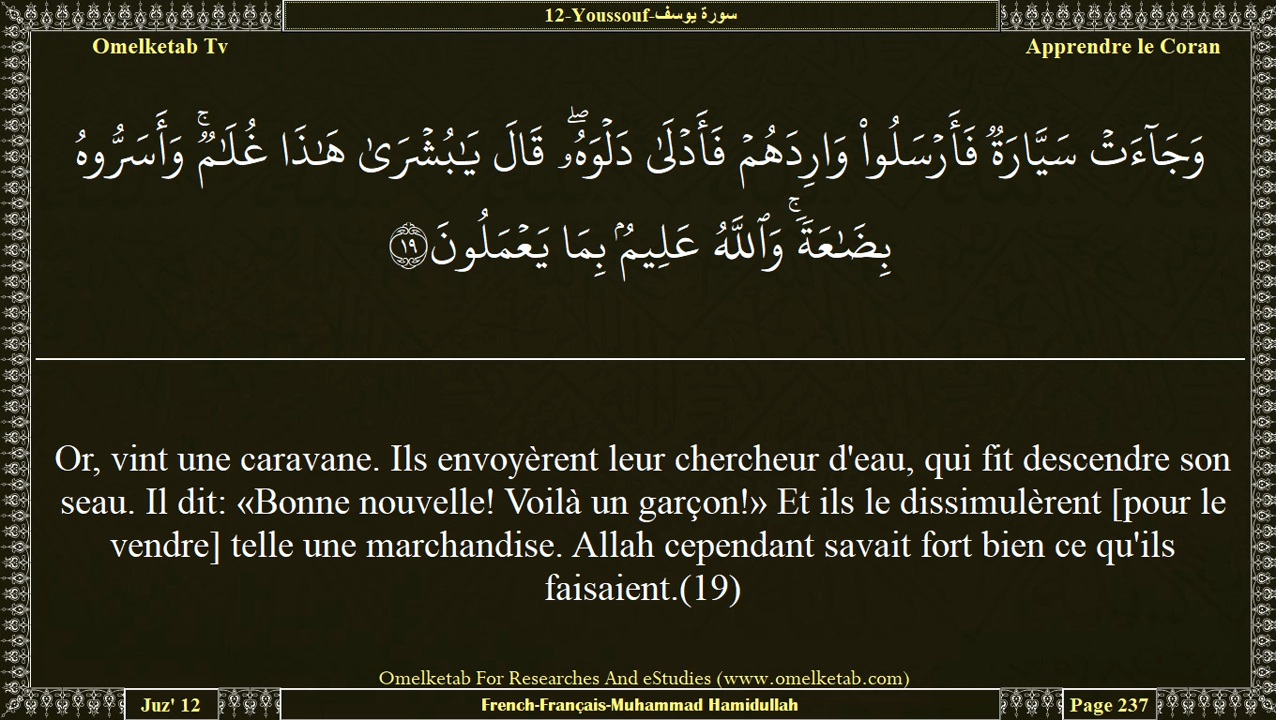 12-Youssouf-سورة يوسف
Omelketab Tv
Apprendre le Coran
وَجَآءَتۡ سَيَّارَةٞ فَأَرۡسَلُواْ وَارِدَهُمۡ فَأَدۡلَىٰ دَلۡوَهُۥۖ قَالَ يَٰبُشۡرَىٰ هَٰذَا غُلَٰمٞۚ وَأَسَرُّوهُ
بِضَٰعَةٗۚ وَٱللَّهُ عَلِيمُۢ بِمَا يَعۡمَلُونَ ١٩
Or, vint une caravane. Ils envoyèrent leur chercheur d'eau, qui fit descendre son
seau. Il dit: «Bonne nouvelle! Voilà un garçon!» Et ils le dissimulèrent [pour le
vendre] telle une marchandise. Allah cependant savait fort bien ce qu'ils
faisaient.(19)
Omelketab For Researches And eStudies (www.omelketab.com)
Juz' 12
French-Français-Muhammad Hamidullah
Page 237